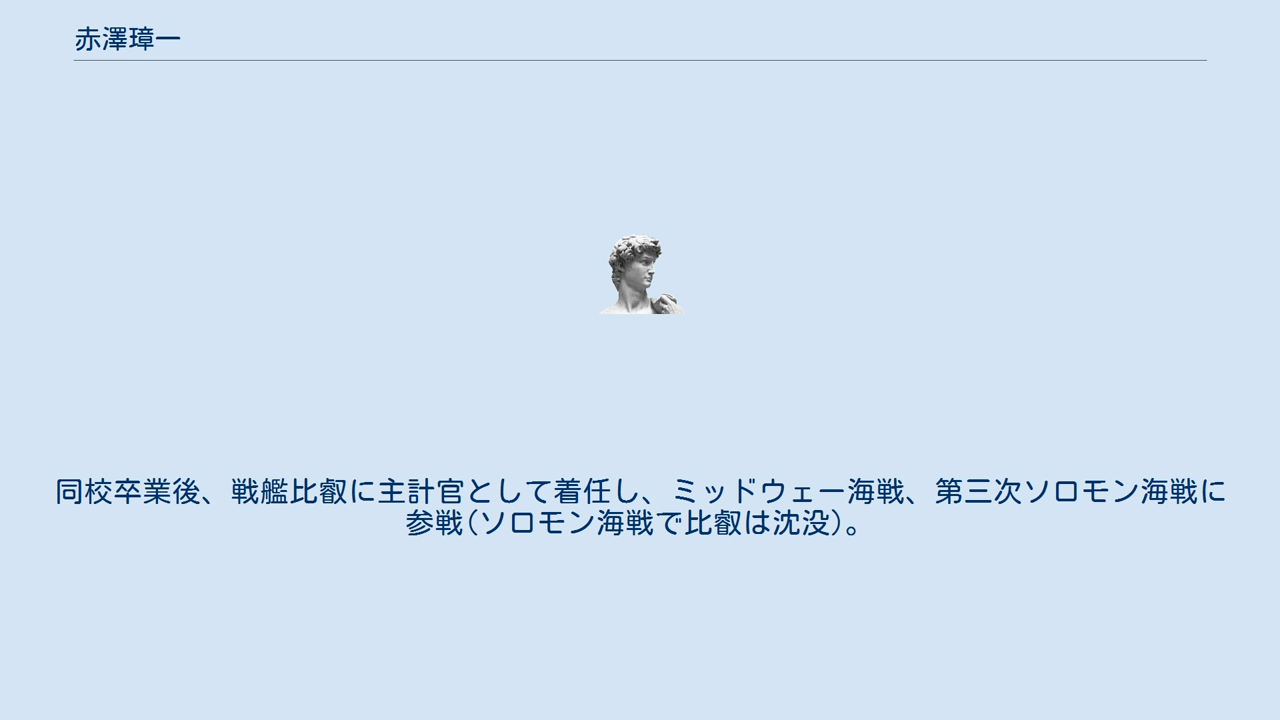 赤澤璋一
同校卒業後、戦艦比叡に主計官として着任し、ミッドウェー海戦、第三次ソロモン海戦に
参戦(ソロモン海戦で比叡は沈没)。